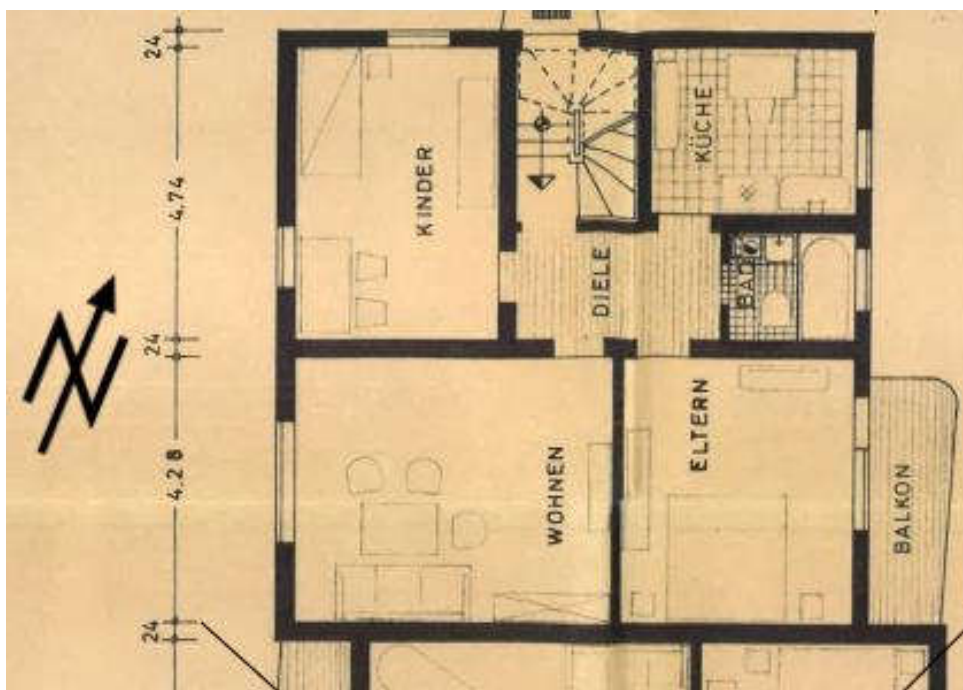 24
4.74
24
4.28
24
KINDER
KÜCHE
DIELE
BAD
WOHNEN
ELTERN
BALKON